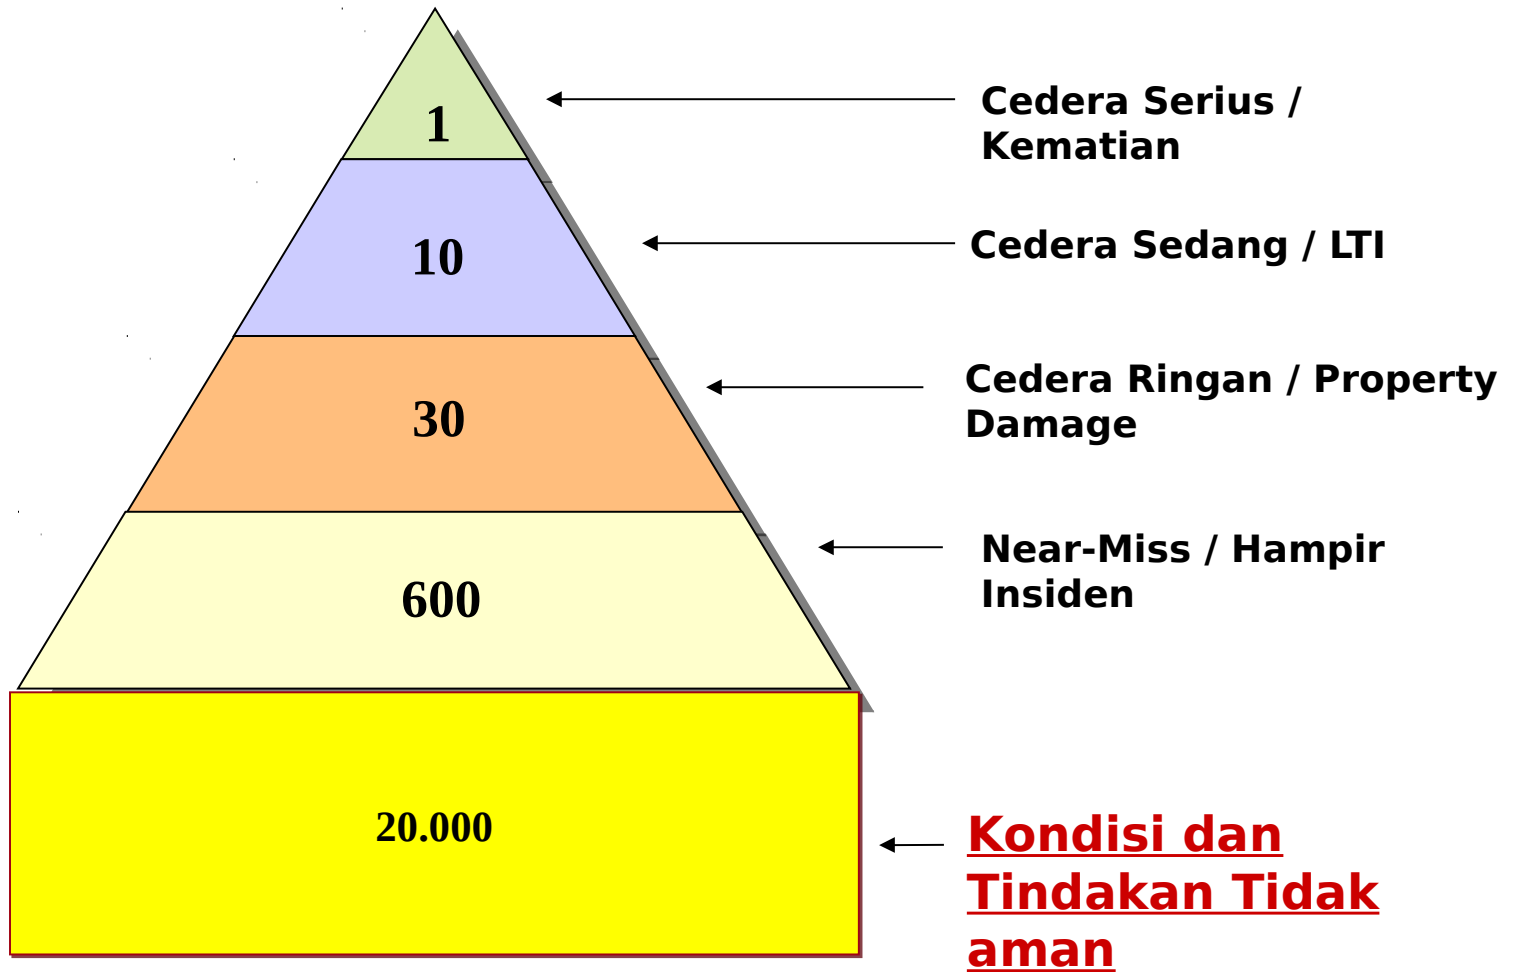 1
Cedera Serius /
Kematian
10
Cedera Sedang / LTI
30
Cedera Ringan / Property
Damage
600
Near-Miss / Hampir
Insiden
20.000
Kondisi dan
Tindakan Tidak
aman